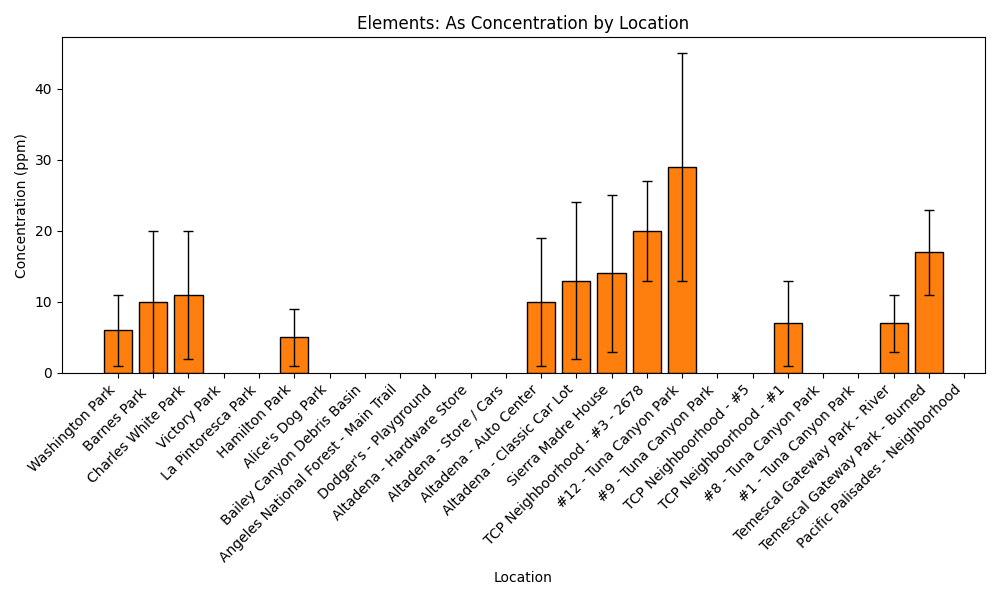 Elements: As Concentration by Location
Concentration (ppm)
40
30
20
10
0
Washington Park
Barnes Park
Charles White Park
Victory Park
La Pintoresca Park
Hamilton Park
Alice's Dog Park
Bailey Canyon Debris Basin
Angeles National Forest - Main Trail
Dodger's - Playground
Altadena - Hardware Store
Altadena - Store / Cars
Altadena - Auto Center
Altadena - Classic Car Lot
Sierra Madre House
TCP Neighborhood - #3 - 2678
#12 - Tuna Canyon Park
#9 - Tuna Canyon Park
TCP Neighborhood - #5
TCP Neighborhood - #1
#8 - Tuna Canyon Park
#1 - Tuna Canyon Park
Temescal Gateway Park - River
Temescal Gateway Park - Burned
Pacific Palisades - Neighborhood
Location